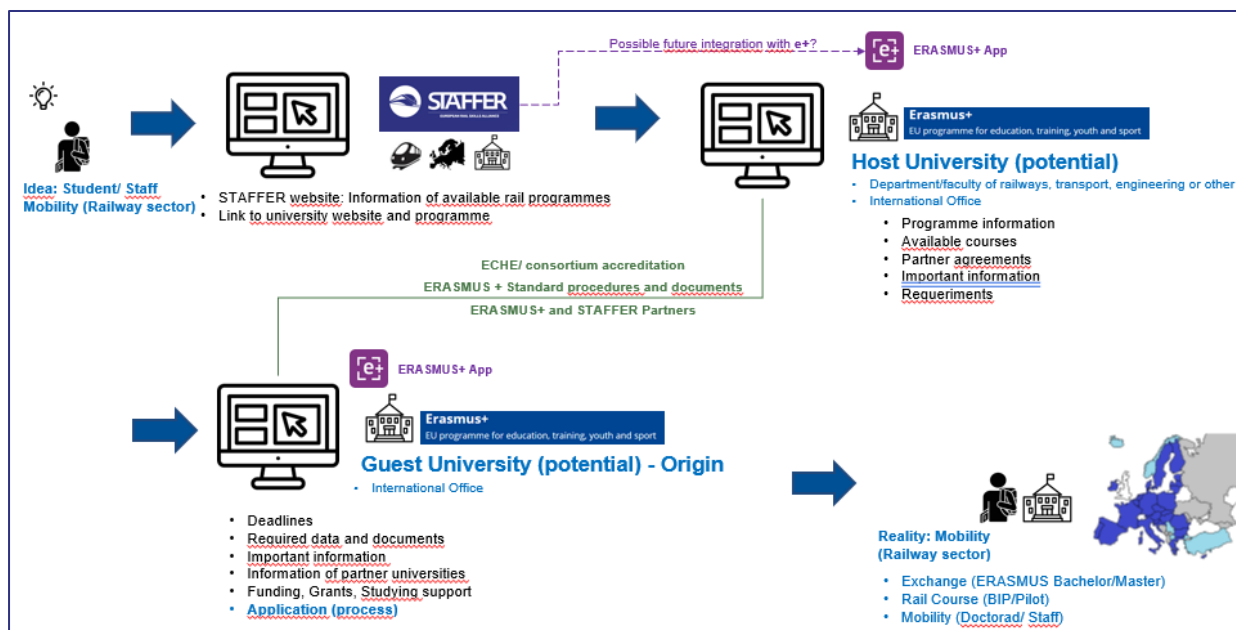 Possible future integration with e+?
ERASMUS+ App
STAFFER
EUROPEAN RAIL SKILLS ALLIANCE
Idea: Student/ Staff
Mobility (Railway sector)
• STAFFER website: Information of available rail programmes
• Link to university website and programme
Erasmus+
EU programme for education, training, youth and sport
Host University (potential)
• Department/faculty of railways, transport, engineering or other
• International Office
• Programme information
• Available courses
• Partner agreements
• Important information
• Requeriments
ECHE/ consortium accreditation
ERASMUS + Standard procedures and documents
ERASMUS+ and STAFFER Partners
e+
ERASMUS+ App
Erasmus+
EU programme for education, training, youth and sport
Guest University (potential) - Origin
• International Office
• Deadlines
• Required data and documents
• Important information
• Information of partner universities
• Funding, Grants, Studying support
• Application (process)
Reality: Mobility
(Railway sector)
• Exchange (ERASMUS Bachelor/Master)
• Rail Course (BIP/Pilot)
• Mobility (Doctorad/ Staff)